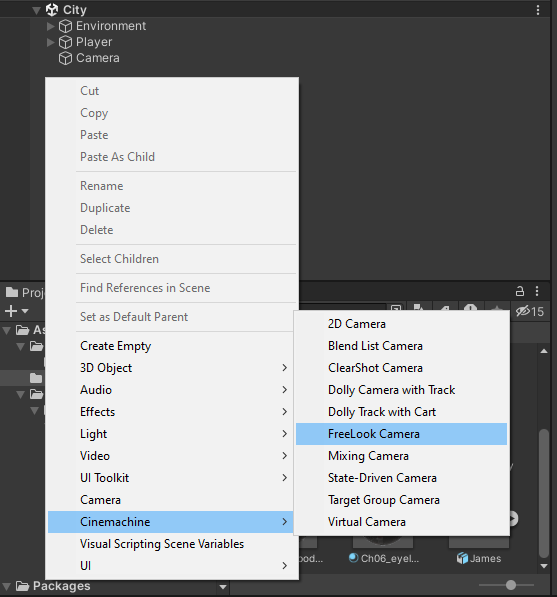 City
Environment
Player
Camera
Cut
Copy
Paste
Paste As Child
Rename
Duplicate
Delete
Select Children
Find References in Scene
Set as Default Parent
Create Empty
3D Object
Audio
Effects
Light
Video
UI Toolkit
Camera
Cinemachine
Visual Scripting Scene Variables
UI
Proj
15
As
2D Camera
Blend List Camera
ClearShot Camera
Dolly Camera with Track
Dolly Track with Cart
FreeLook Camera
Mixing Camera
State-Driven Camera
Target Group Camera
Virtual Camera
y
ood... Ch06_eyel... James
Packages